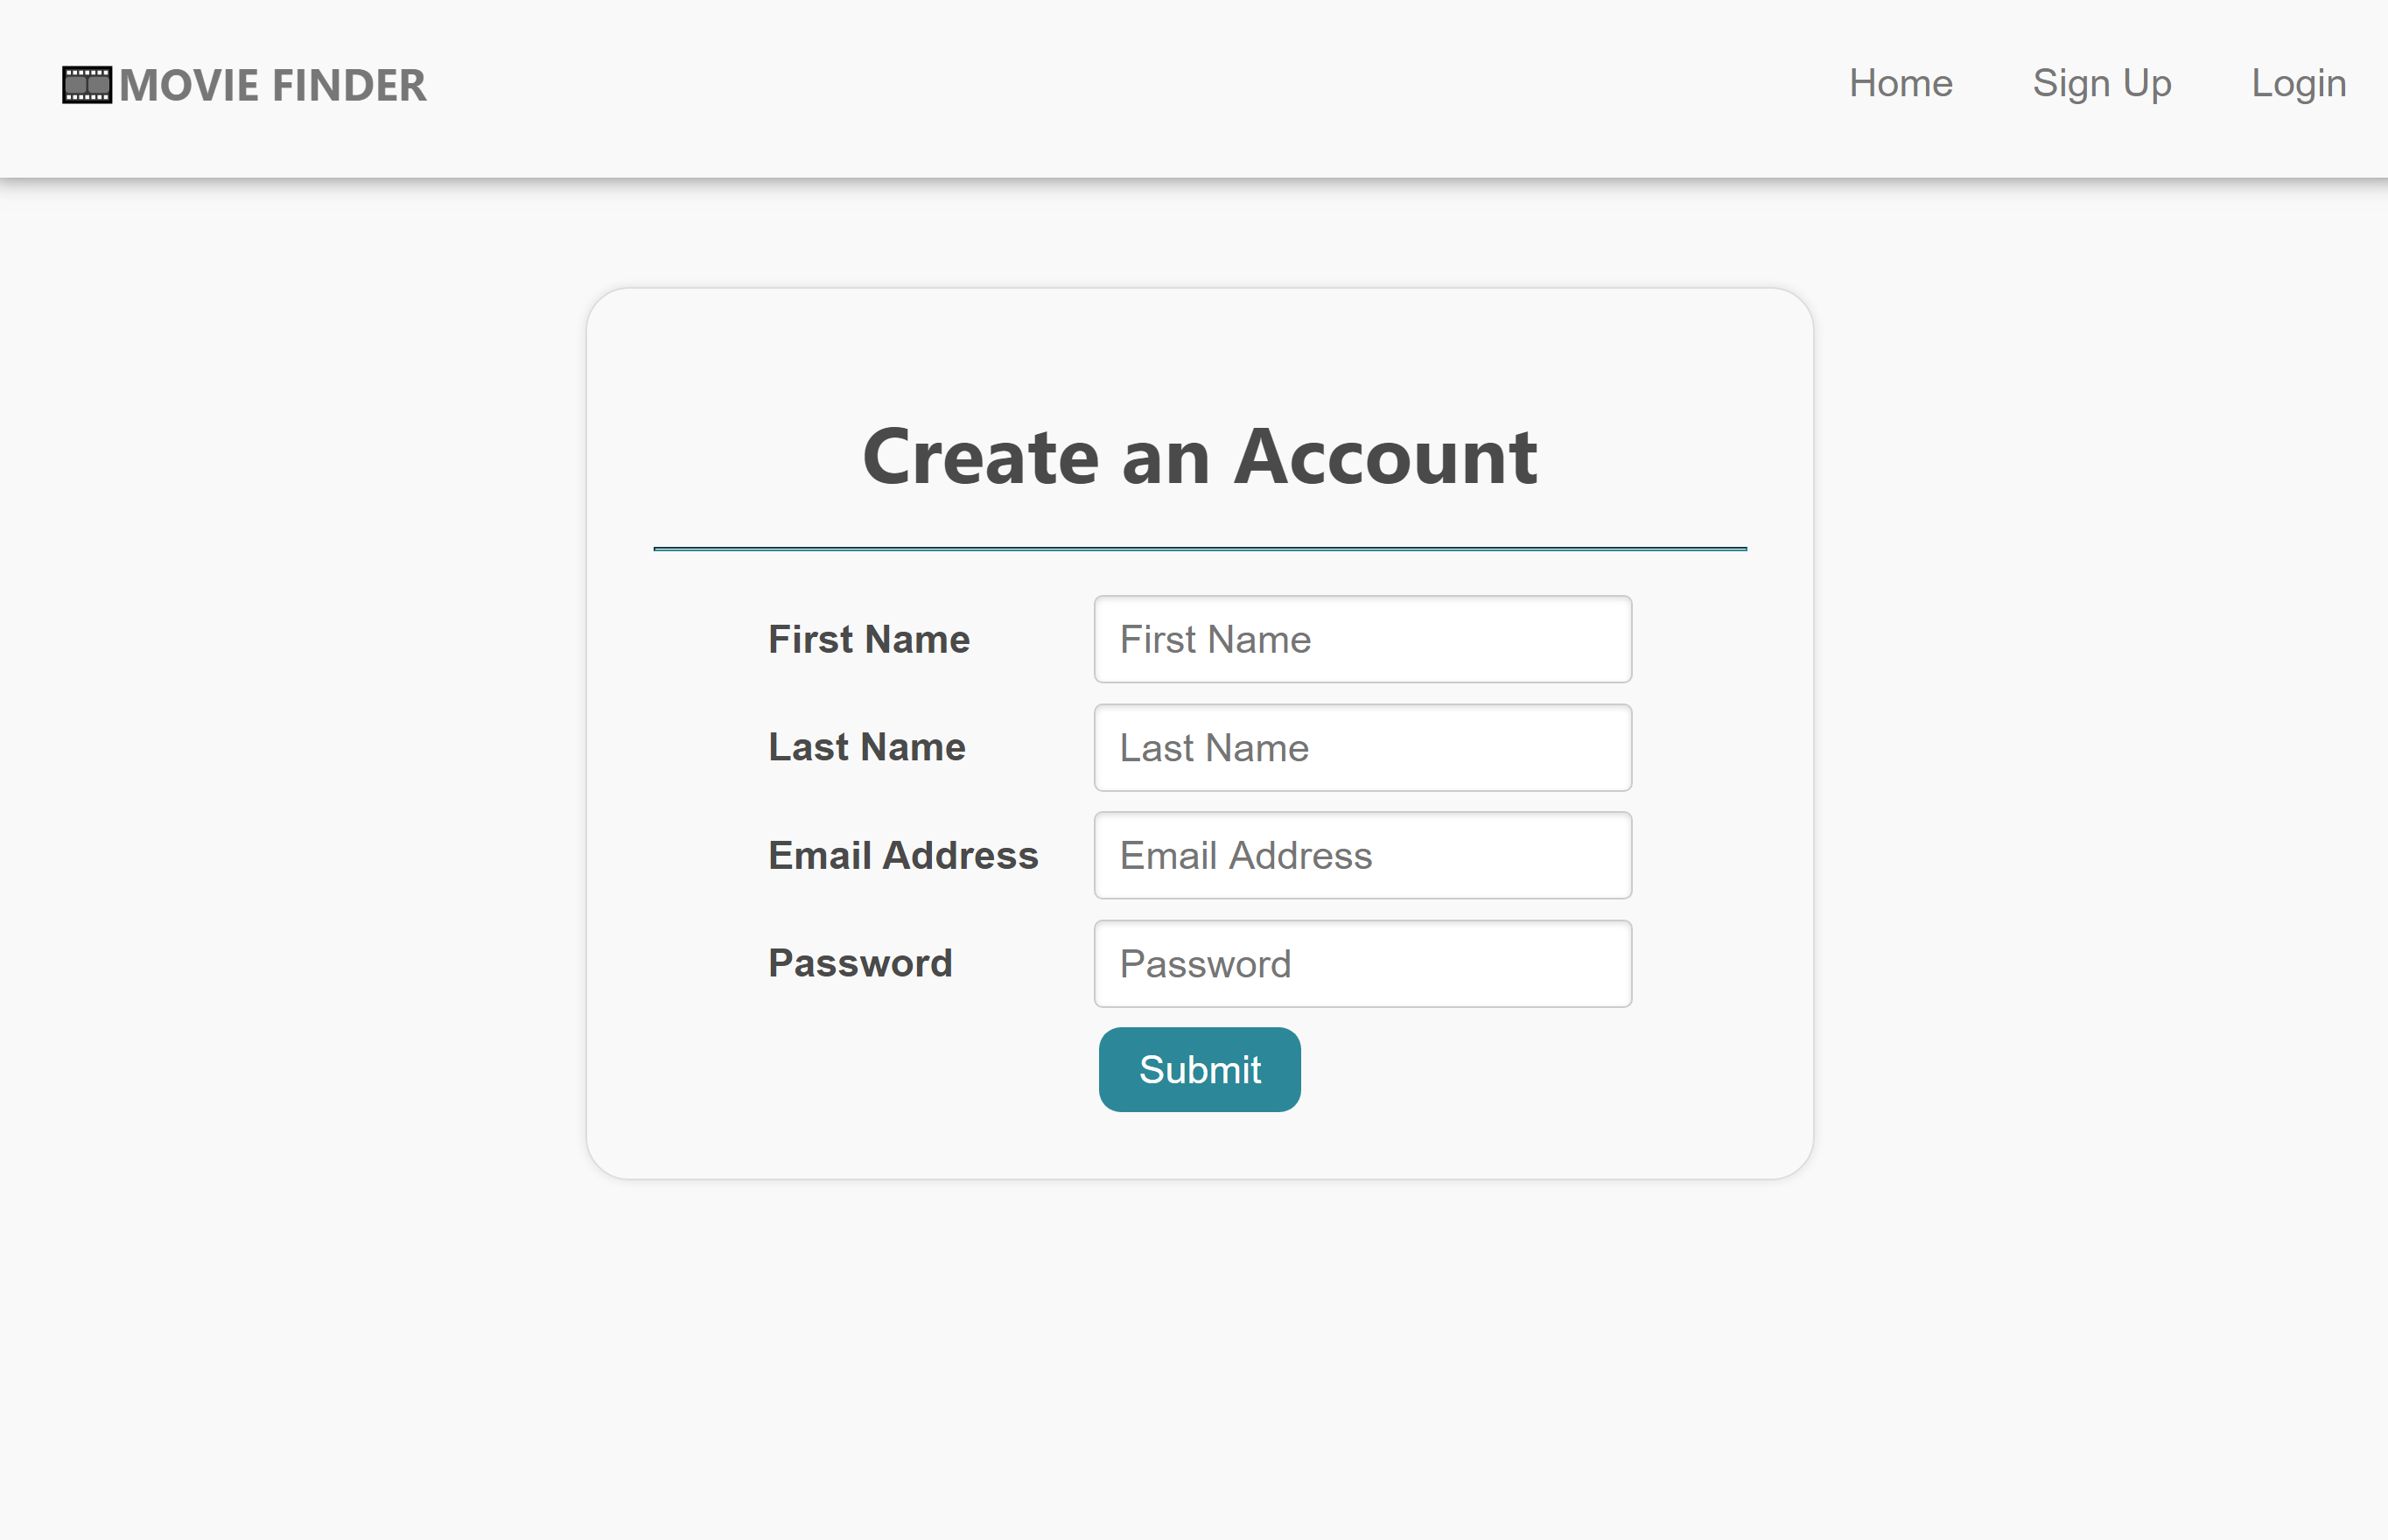 MOVIE FINDER
Home Sign Up Login
Create an Account
First Name First Name
Last Name Last Name
Email Address Email Address
Password Password
Submit